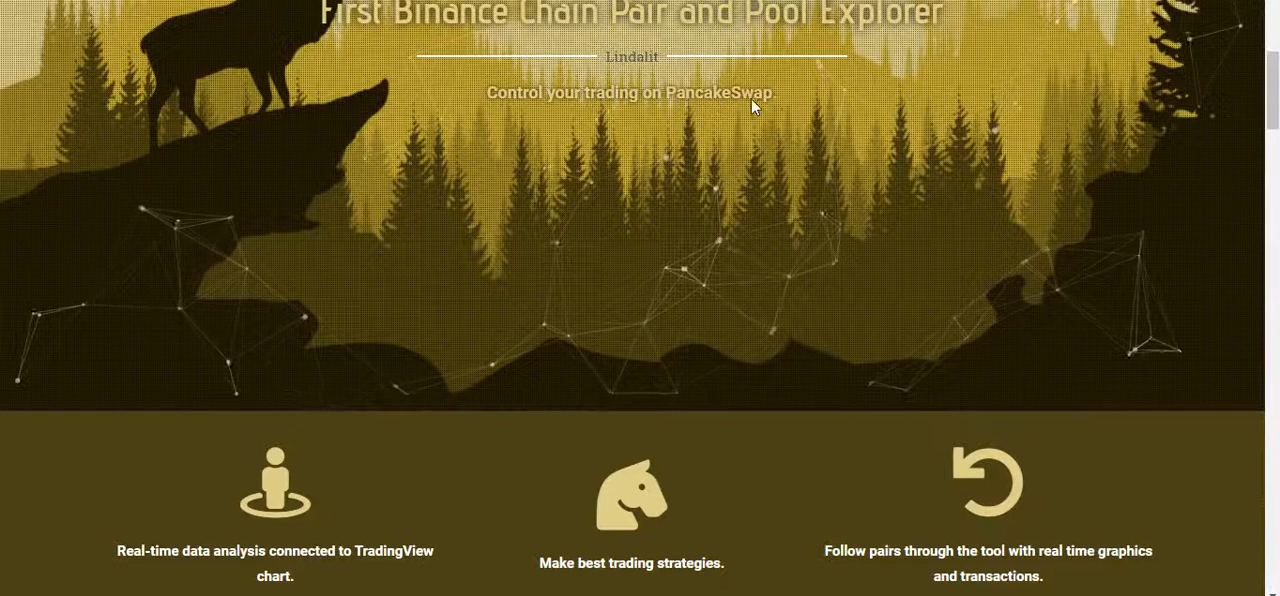 First Binance Chain Pair and Pool Explorer
Lindalit
Control your trading on PancakeSwap.
Real-time data analysis connected to TradingView
chart.
Make best trading strategies.
Follow pairs through the tool with real time graphics
and transactions.